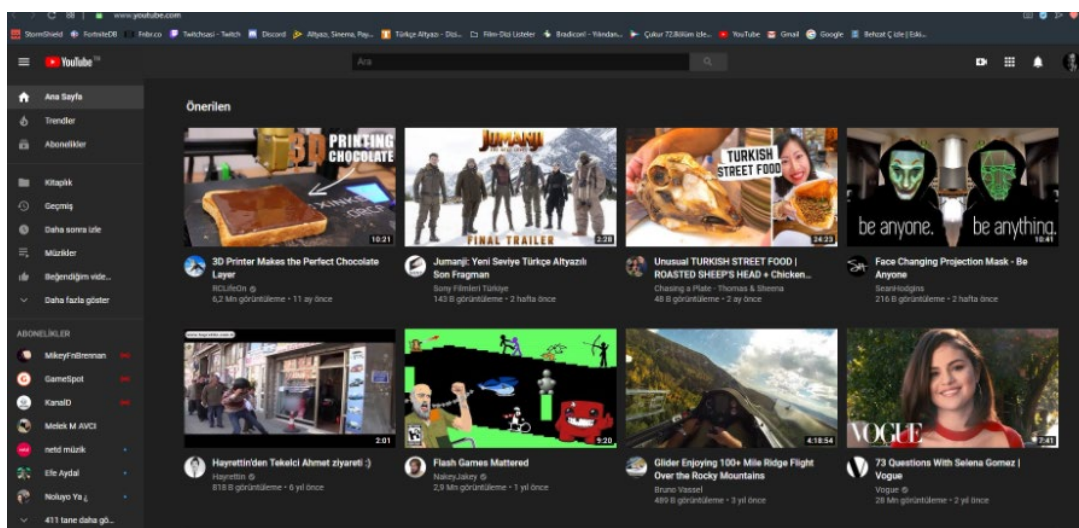 www.youtube.com
StormShield
FortniteDB
Fnbr.co
Twitchsasi - Twitch
Discord
Altyazı, Sinema, Pay...
Türkçe Altyazı - Dizi...
Film-Dizi Listeler
Bradiconf - Yılından...
Çukur 72.Bölüm izle...
YouTube
Gmail
Google
Behzat Ç izle | Eski...
YouTube TR
Ara
Ana Sayfa
Trendler
Abonelikler
Kitaplık
Geçmiş
Daha sonra izle
Müzikler
Beğendiğim vide...
Daha fazla göster
ABONELİKLER
MikeyFnBrennan
GameSpot
KanalD
Melek M AVCI
netd müzik
Efe Aydal
Noluyo Ya ¿
411 tane daha gö...
Önerilen
3D PRINTING
CHOCOLATE
10:21
3D Printer Makes the Perfect Chocolate
Layer
RCLifeOn
6,2 Mn görüntüleme • 11 ay önce
JUMANJI
FINAL TRAILER
2:28
Jumanji: Yeni Seviye Türkçe Altyazılı
Son Fragman
Sony Filmleri Türkiye
143 B görüntüleme • 2 hafta önce
TURKISH
STREET FOOD
24:23
Unusual TURKISH STREET FOOD |
ROASTED SHEEP'S HEAD + Chicken...
Chasing a Plate - Thomas & Sheena
48 B görüntüleme • 2 ay önce
be anyone. be anything.
10:41
Face Changing Projection Mask - Be
Anyone
SeanHodgins
216 B görüntüleme • 2 hafta önce
2:01
Hayrettin'den Tekelci Ahmet ziyareti :)
Hayrettin
818 B görüntüleme • 6 yıl önce
9:20
Flash Games Mattered
NakeyJakey
2,9 Mn görüntüleme • 1 yıl önce
4:18:54
Glider Enjoying 100+ Mile Ridge Flight
Over the Rocky Mountains
Bruno Vassel
489 B görüntüleme • 3 yıl önce
VOGUE
7:41
73 Questions With Selena Gomez |
Vogue
Vogue
28 Mn görüntüleme • 2 yıl önce